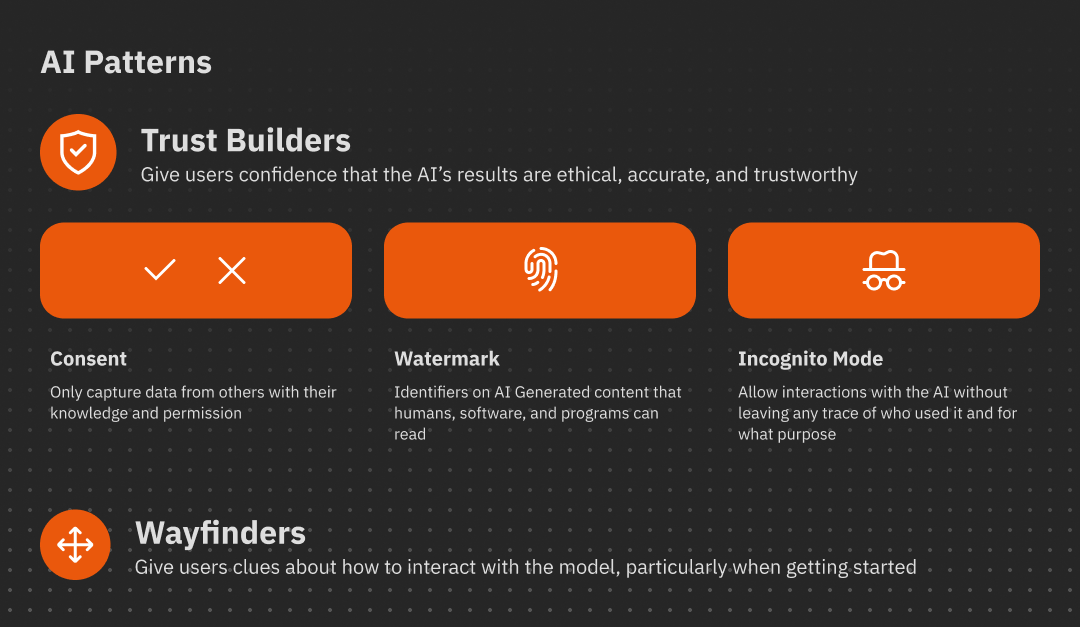 AI Patterns
Trust Builders
Give users confidence that the AI’s results are ethical, accurate, and trustworthy
Consent
Only capture data from others with their
knowledge and permission
Watermark
Identifiers on AI Generated content that
humans, software, and programs can
read
Incognito Mode
Allow interactions with the AI without
leaving any trace of who used it and for
what purpose
Wayfinders
Give users clues about how to interact with the model, particularly when getting started